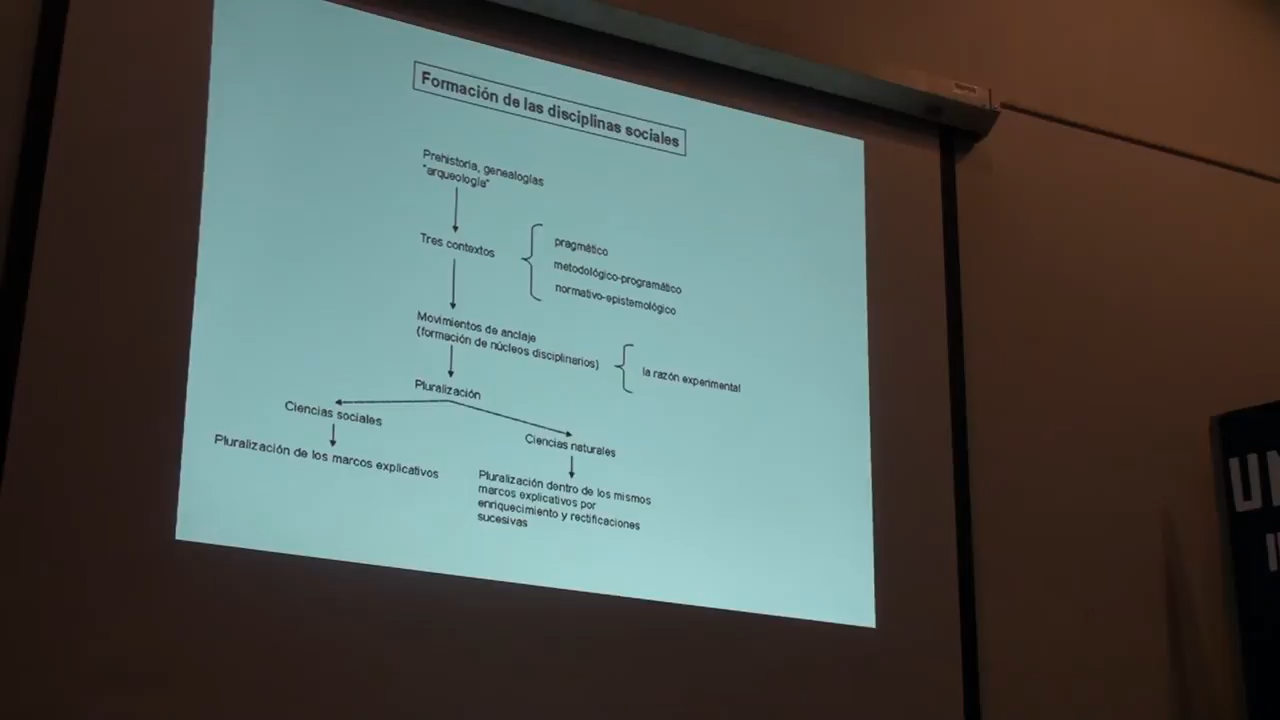 Formación de las disciplinas sociales
Prehistoria, genealogías
"arqueología"
Tres contextos
pragmático
metodológico-programático
normativo-epistemológico
Movimientos de anclaje
(formación de núcleos disciplinarios)
la razón experimental
Pluralización
Ciencias sociales
Pluralización de los marcos explicativos
Ciencias naturales
Pluralización dentro de los mismos
marcos explicativos por
enriquecimiento y rectificaciones
sucesivas